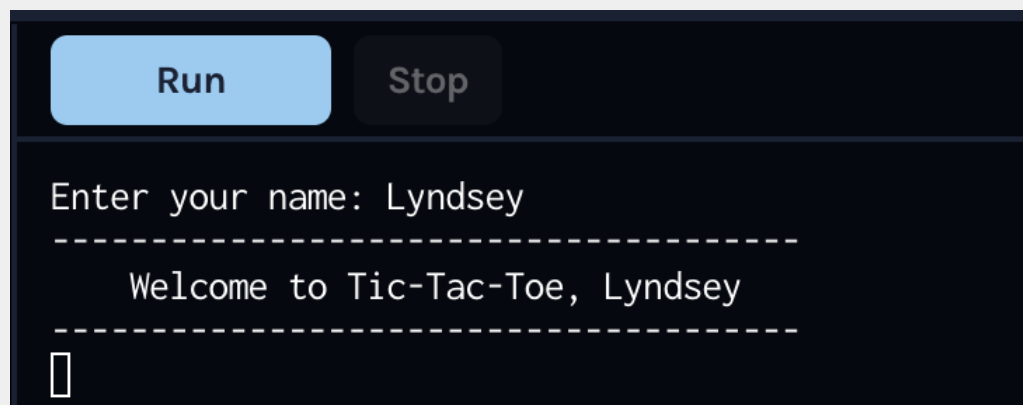 Run Stop
Enter your name: Lyndsey
--------------------------------------
    Welcome to Tic-Tac-Toe, Lyndsey
--------------------------------------